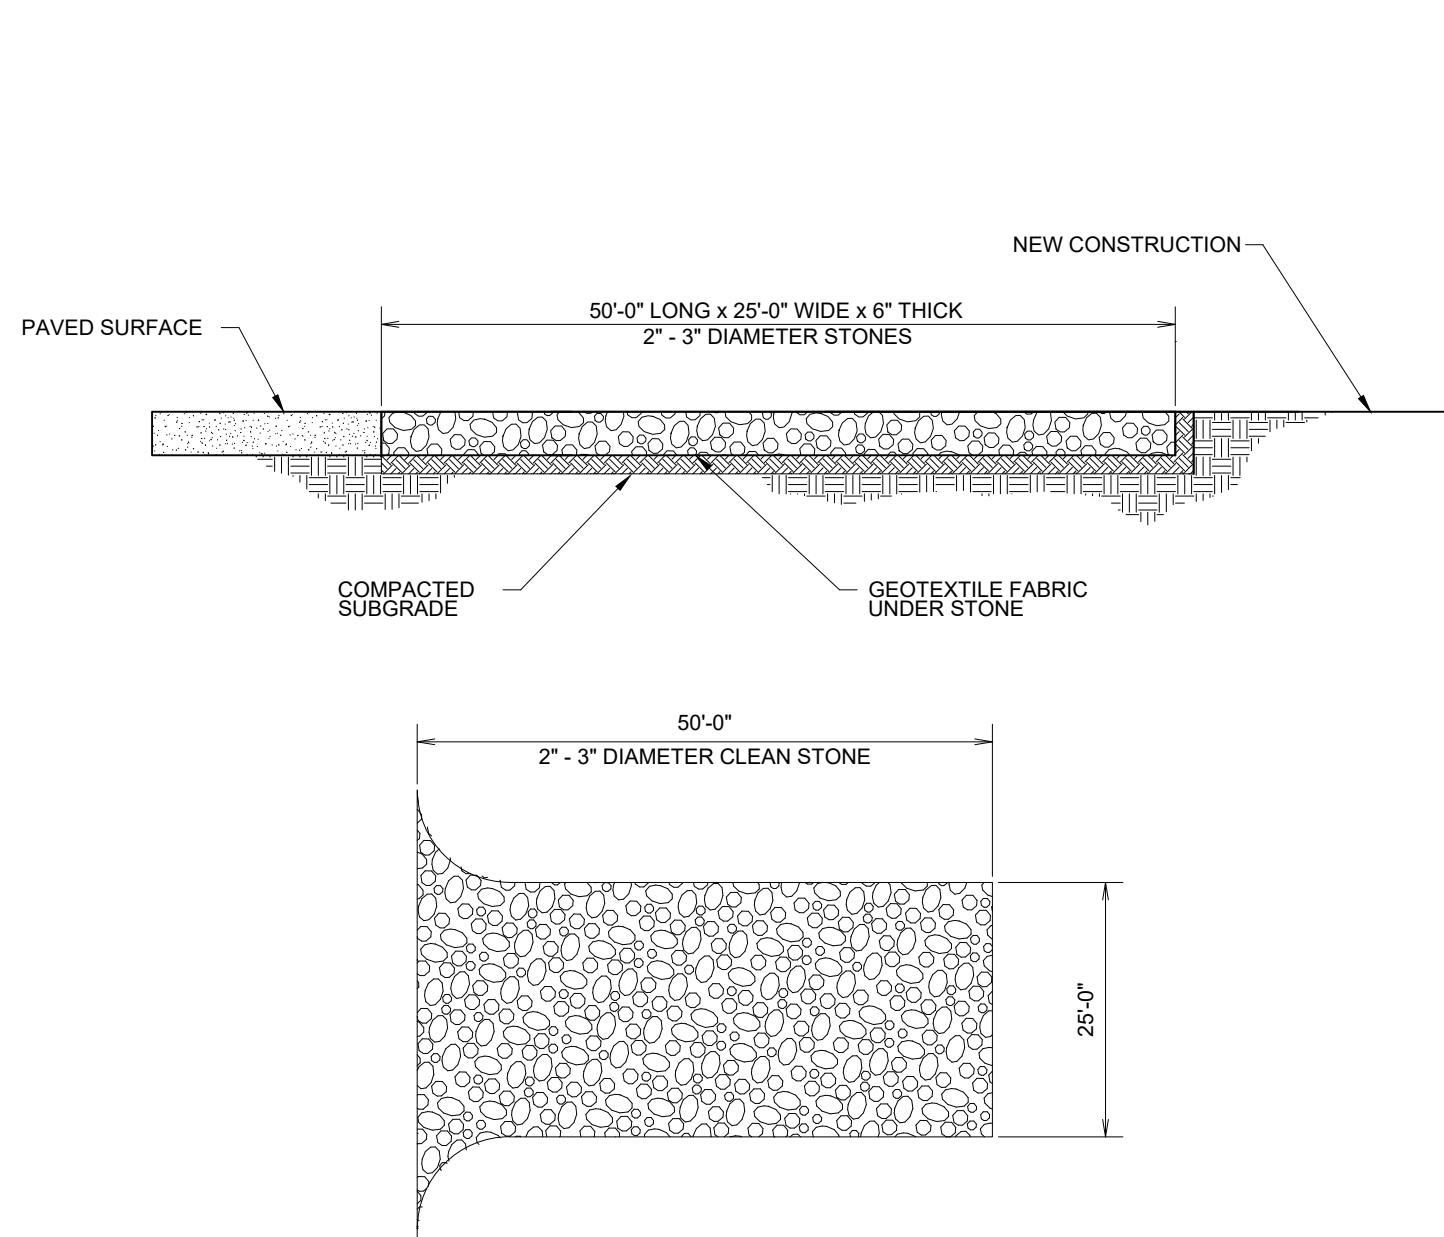 NEW CONSTRUCTION
50'-0" LONG x 25'-0" WIDE x 6" THICK
PAVED SURFACE
2" - 3" DIAMETER STONES
COMPACTED
SUBGRADE
GEOTEXTILE FABRIC
UNDER STONE
50'-0"
2" - 3" DIAMETER CLEAN STONE
25'-0"